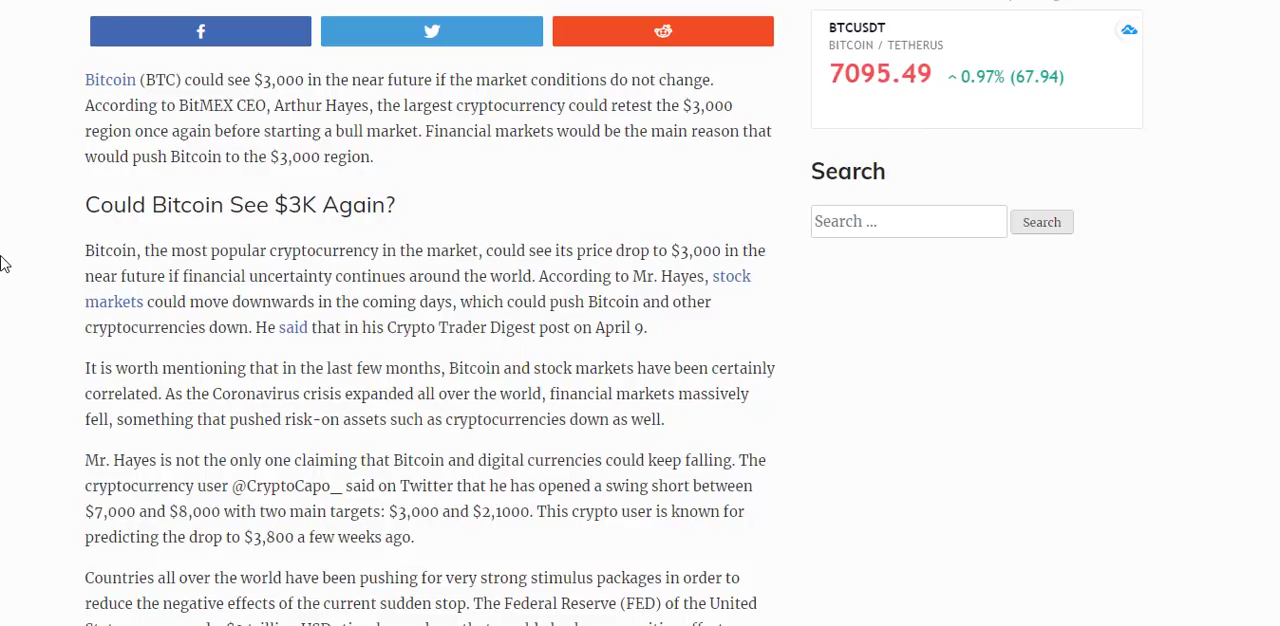 Bitcoin (BTC) could see $3,000 in the near future if the market conditions do not change.
According to BitMEX CEO, Arthur Hayes, the largest cryptocurrency could retest the $3,000
region once again before starting a bull market. Financial markets would be the main reason that
would push Bitcoin to the $3,000 region.
Could Bitcoin See $3K Again?
Bitcoin, the most popular cryptocurrency in the market, could see its price drop to $3,000 in the
near future if financial uncertainty continues around the world. According to Mr. Hayes, stock
markets could move downwards in the coming days, which could push Bitcoin and other
cryptocurrencies down. He said that in his Crypto Trader Digest post on April 9.
It is worth mentioning that in the last few months, Bitcoin and stock markets have been certainly
correlated. As the Coronavirus crisis expanded all over the world, financial markets massively
fell, something that pushed risk-on assets such as cryptocurrencies down as well.
Mr. Hayes is not the only one claiming that Bitcoin and digital currencies could keep falling. The
cryptocurrency user @CryptoCapo_ said on Twitter that he has opened a swing short between
$7,000 and $8,000 with two main targets: $3,000 and $2,1000. This crypto user is known for
predicting the drop to $3,800 a few weeks ago.
Countries all over the world have been pushing for very strong stimulus packages in order to
reduce the negative effects of the current sudden stop. The Federal Reserve (FED) of the United
BTCUSDT
BITCOIN / TETHERUS
7095.49 0.97% (67.94)
Search
Search ...
Search